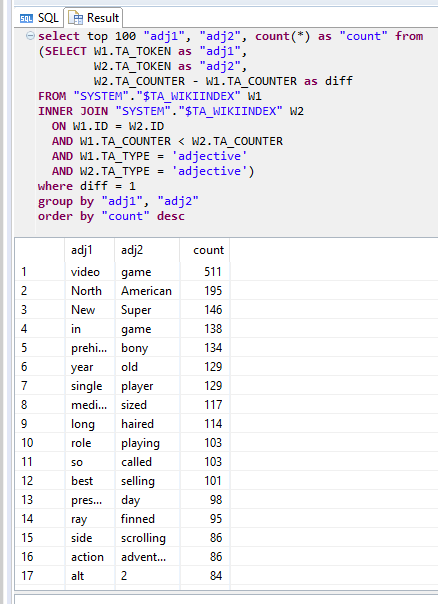 SQL SQL Result
select top 100 "adj1", "adj2", count(*) as "count" from
(SELECT W1.TA_TOKEN as "adj1",
W2.TA_TOKEN as "adj2",
W2.TA_COUNTER - W1.TA_COUNTER as diff
FROM "SYSTEM"."$TA_WIKIINDEX" W1
INNER JOIN "SYSTEM"."$TA_WIKIINDEX" W2
ON W1.ID = W2.ID
AND W1.TA_COUNTER < W2.TA_COUNTER
AND W1.TA_TYPE = 'adjective'
AND W2.TA_TYPE = 'adjective')
where diff = 1
group by "adj1", "adj2"
order by "count" desc
adj1 adj2 count
1 video game 511
2 North American 195
3 New Super 146
4 in game 138
5 prehi... bony 134
6 year old 129
7 single player 129
8 medi... sized 117
9 long haired 114
10 role playing 103
11 so called 103
12 best selling 101
13 pres... day 98
14 ray finned 95
15 side scrolling 86
16 action advent... 86
17 alt 2 84